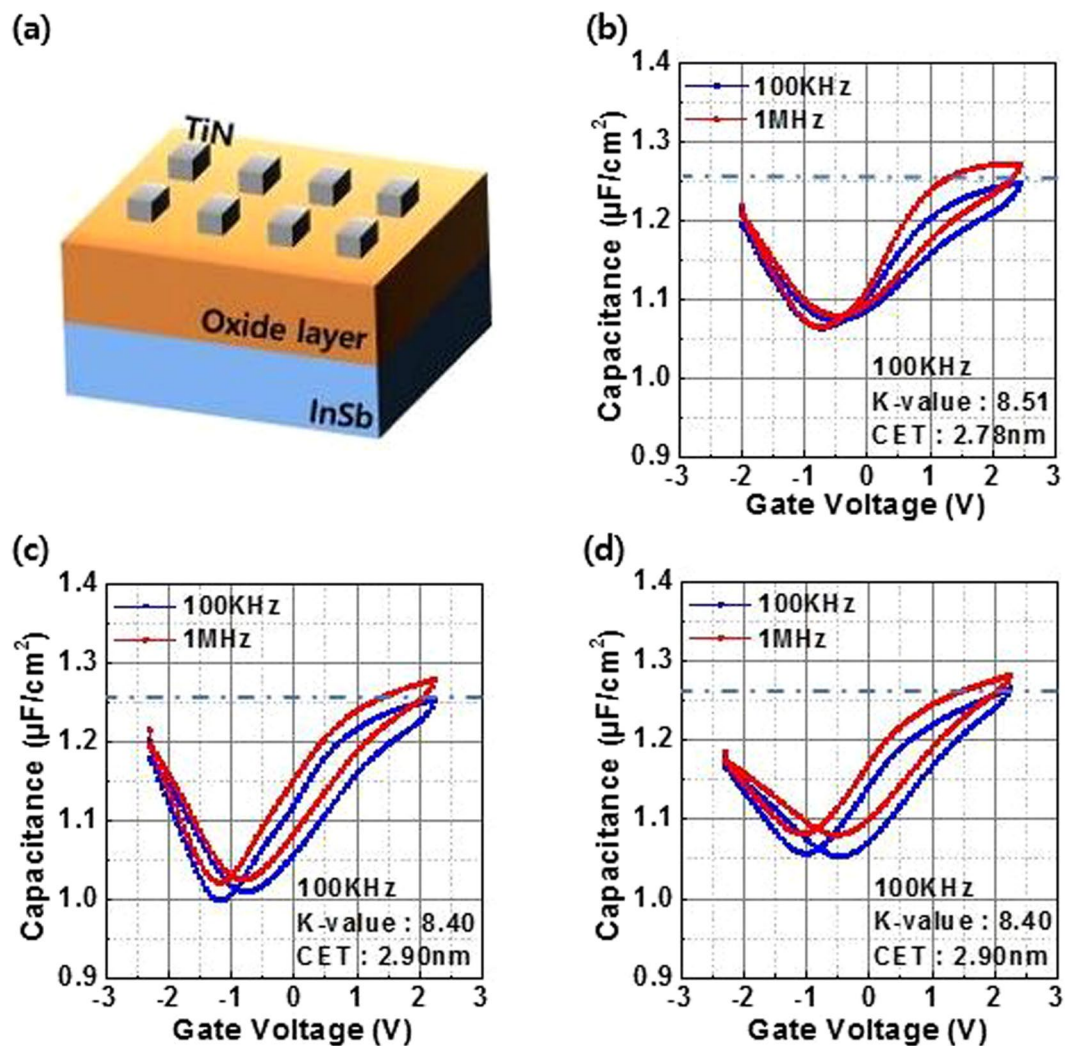 (a)
TiN
Oxide layer
InSb
(b)
1.4
1.3
1.2
1.1
1.0
0.9
Capacitance (µF/cm²)
100KHz
1MHz
100KHz
K-value : 8.51
CET : 2.78nm
-3 -2 -1 0 1 2 3
Gate Voltage (V)
(c)
1.4
1.3
1.2
1.1
1.0
0.9
Capacitance (µF/cm²)
100KHz
1MHz
100KHz
K-value : 8.40
CET : 2.90nm
-3 -2 -1 0 1 2 3
Gate Voltage (V)
(d)
1.4
1.3
1.2
1.1
1.0
0.9
Capacitance (µF/cm²)
100KHz
1MHz
100KHz
K-value : 8.40
CET : 2.90nm
-3 -2 -1 0 1 2 3
Gate Voltage (V)